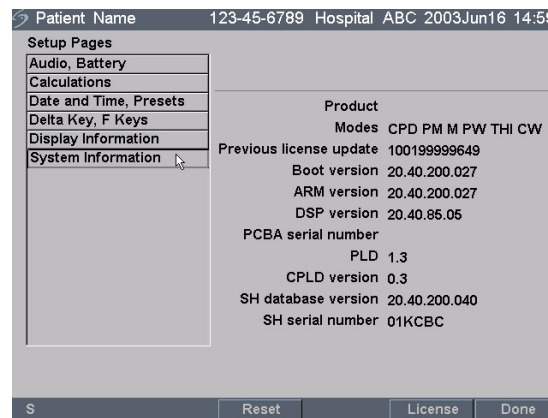 Patient Name 123-45-6789 Hospital ABC 2003Jun16 14:59
Setup Pages
Audio, Battery
Calculations
Date and Time, Presets
Delta Key, F Keys
Display Information
System Information
Product
Modes CPD PM M PW THI CW
Previous license update 100199999649
Boot version 20.40.200.027
ARM version 20.40.200.027
DSP version 20.40.85.05
PCBA serial number
PLD 1.3
CPLD version 0.3
SH database version 20.40.200.040
SH serial number 01KCBC
S Reset License Done